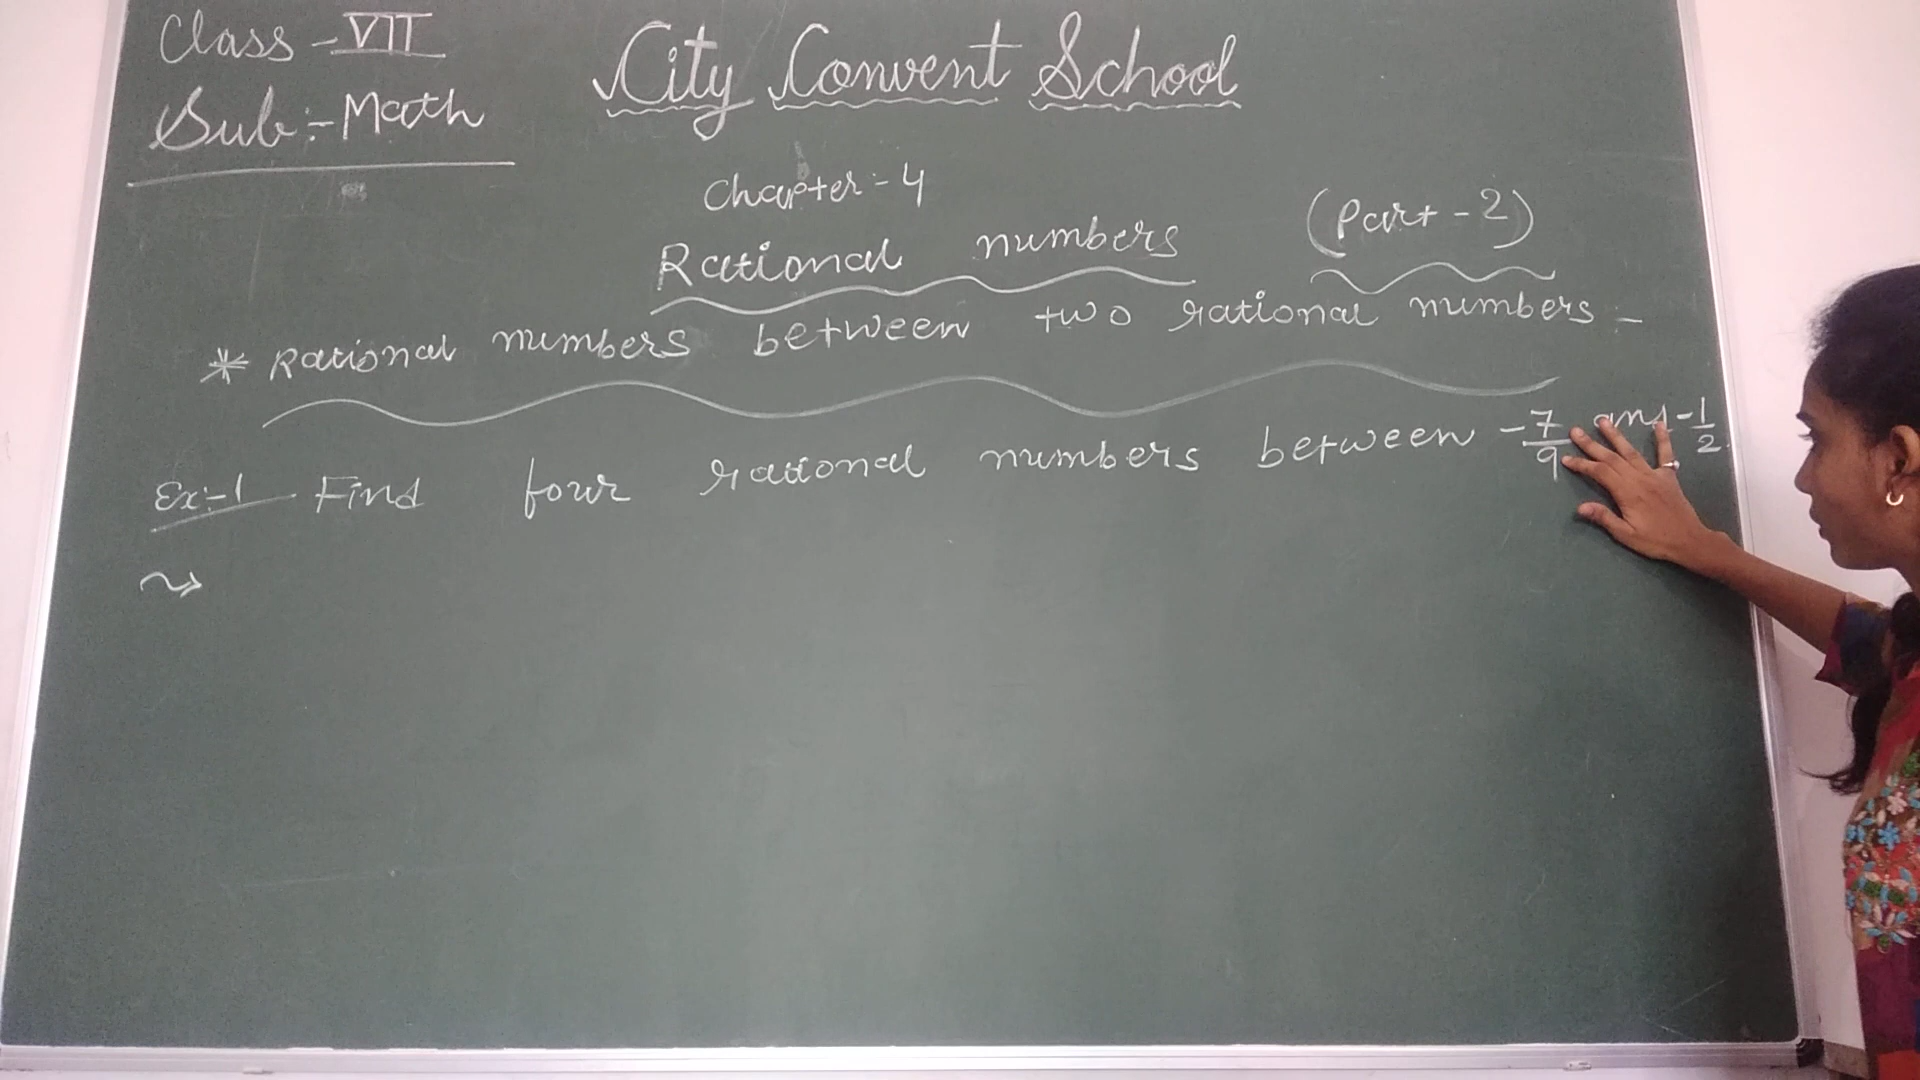 Class - VII
Sub :- Math
City Convent School
Chapter :- 4
Rational numbers (Part - 2)
* Rational numbers between two rational numbers :-
Ex:-1 Find four rational numbers between -7/9 and -1/2.